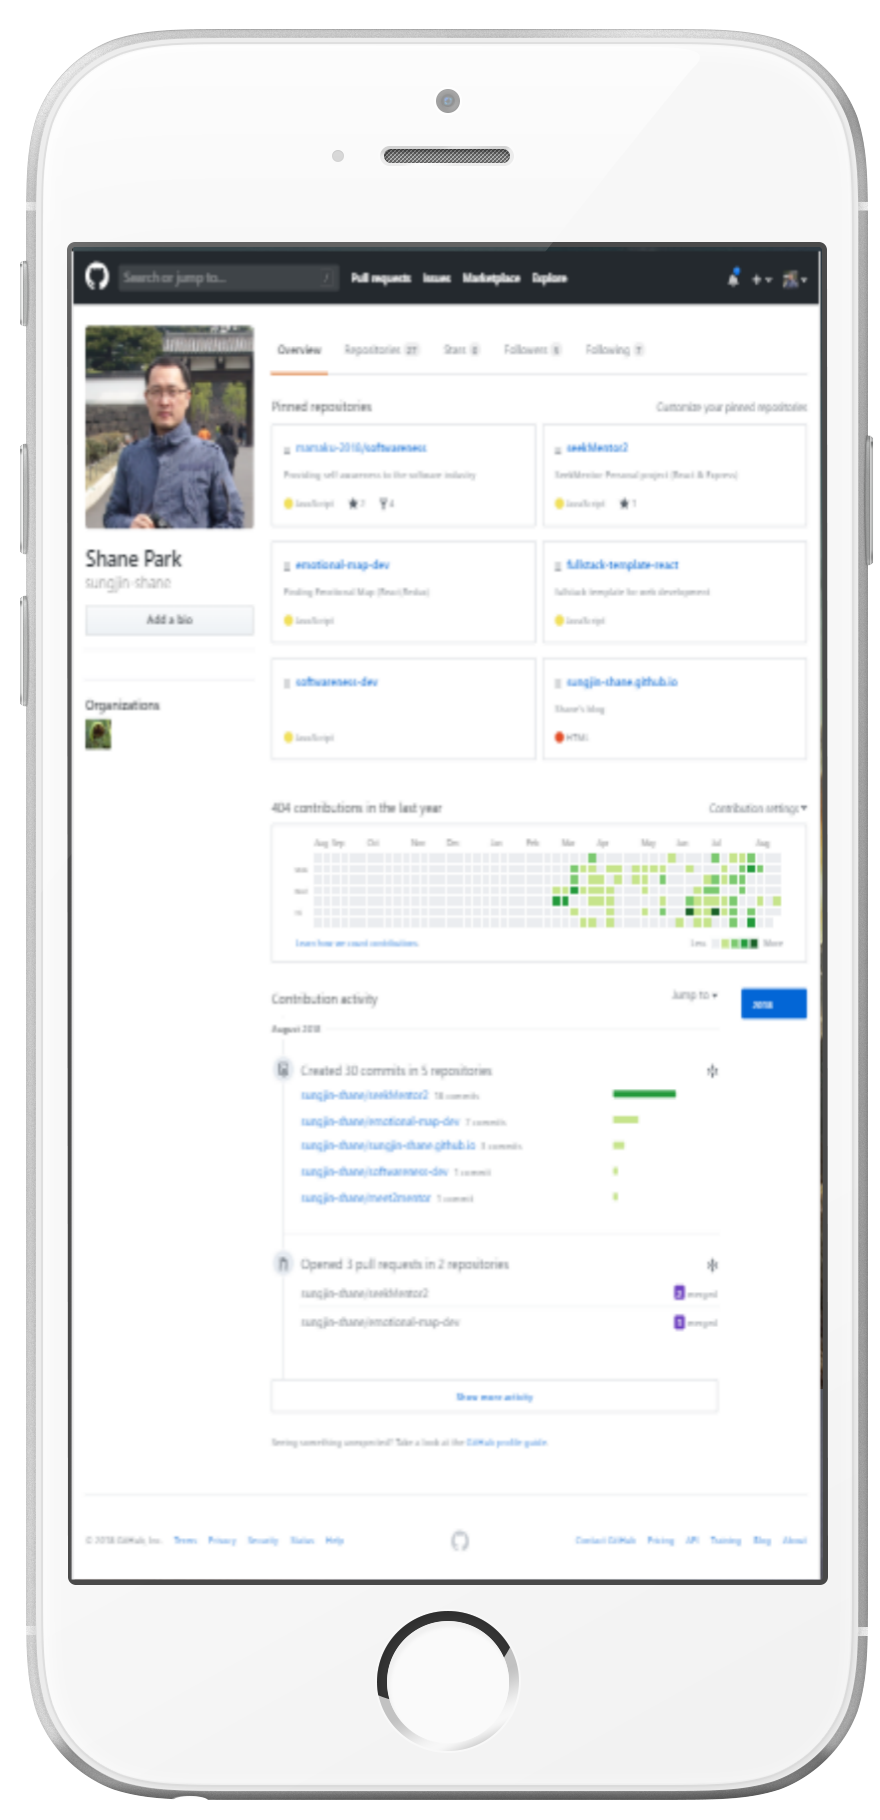 Search or jump to... / Pull requests Issues Marketplace Explore
Overview Repositories 27 Stars Followers Following 7
Pinned repositories Customize your pinned repositories
mamaku-2018/softwareness
Providing self awareness to the software industry
JavaScript 2 4
seekMentor2
SeekMentor Personal project (React & Express)
JavaScript 1
emotional-map-dev
Finding Emotional Map (React/Redux)
JavaScript
fullstack-template-react
fullstack template for web development
JavaScript
softwareness-dev
JavaScript
sungjin-shane.github.io
Shane's blog
HTML
Shane Park
sungjin-shane
Add a bio
Organizations
404 contributions in the last year Contribution settings
Aug Sep Oct Nov Dec Jan Feb Mar Apr May Jun Jul Aug
Mon
Wed
Fri
Learn how we count contributions. Less More
Contribution activity Jump to 2018
August 2018
Created 30 commits in 5 repositories
sungjin-shane/seekMentor2 18 commits
sungjin-shane/emotional-map-dev 7 commits
sungjin-shane/sungjin-shane.github.io 3 commits
sungjin-shane/softwareness-dev 1 commit
sungjin-shane/meet2mentor 1 commit
Opened 3 pull requests in 2 repositories
sungjin-shane/seekMentor2 2 merged
sungjin-shane/emotional-map-dev 1 merged
Show more activity
Seeing something unexpected? Take a look at the GitHub profile guide.
© 2018 GitHub, Inc. Terms Privacy Security Status Help Contact GitHub Pricing API Training Blog About